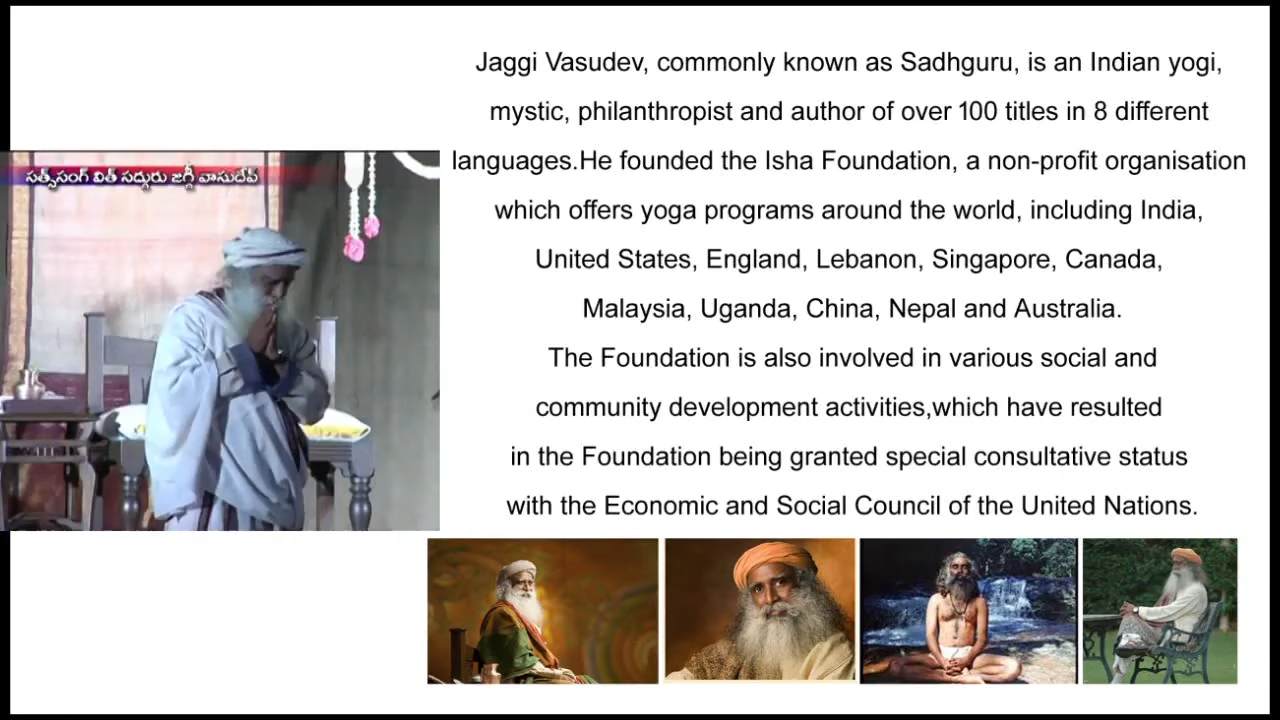 Jaggi Vasudev, commonly known as Sadhguru, is an Indian yogi,
mystic, philanthropist and author of over 100 titles in 8 different
languages.He founded the Isha Foundation, a non-profit organisation
which offers yoga programs around the world, including India,
United States, England, Lebanon, Singapore, Canada,
Malaysia, Uganda, China, Nepal and Australia.
The Foundation is also involved in various social and
community development activities,which have resulted
in the Foundation being granted special consultative status
with the Economic and Social Council of the United Nations.
సత్సంగ్ విత్ సద్గురు జగ్గీ వాసుదేవ్